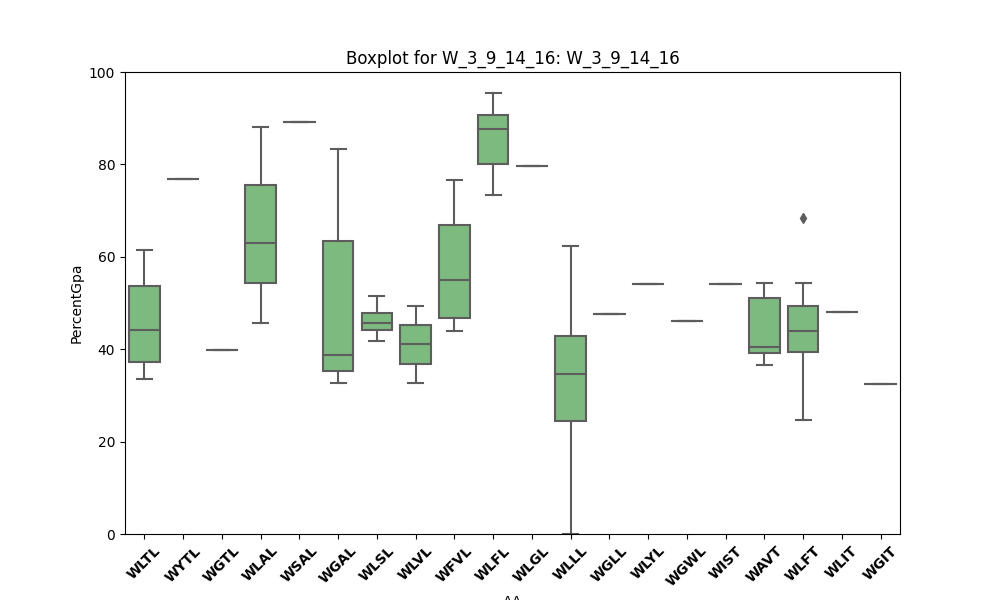 Boxplot for W_3_9_14_16: W_3_9_14_16
PercentGpa
100
80
60
40
20
0
WLTL WYTL WGTL WLAL WSAL WGAL WLSL WLVL WFVL WLFL WLGL WLLL WGLL WLYL WGWL WIST WAVT WLFT WLIT WGIT
AA